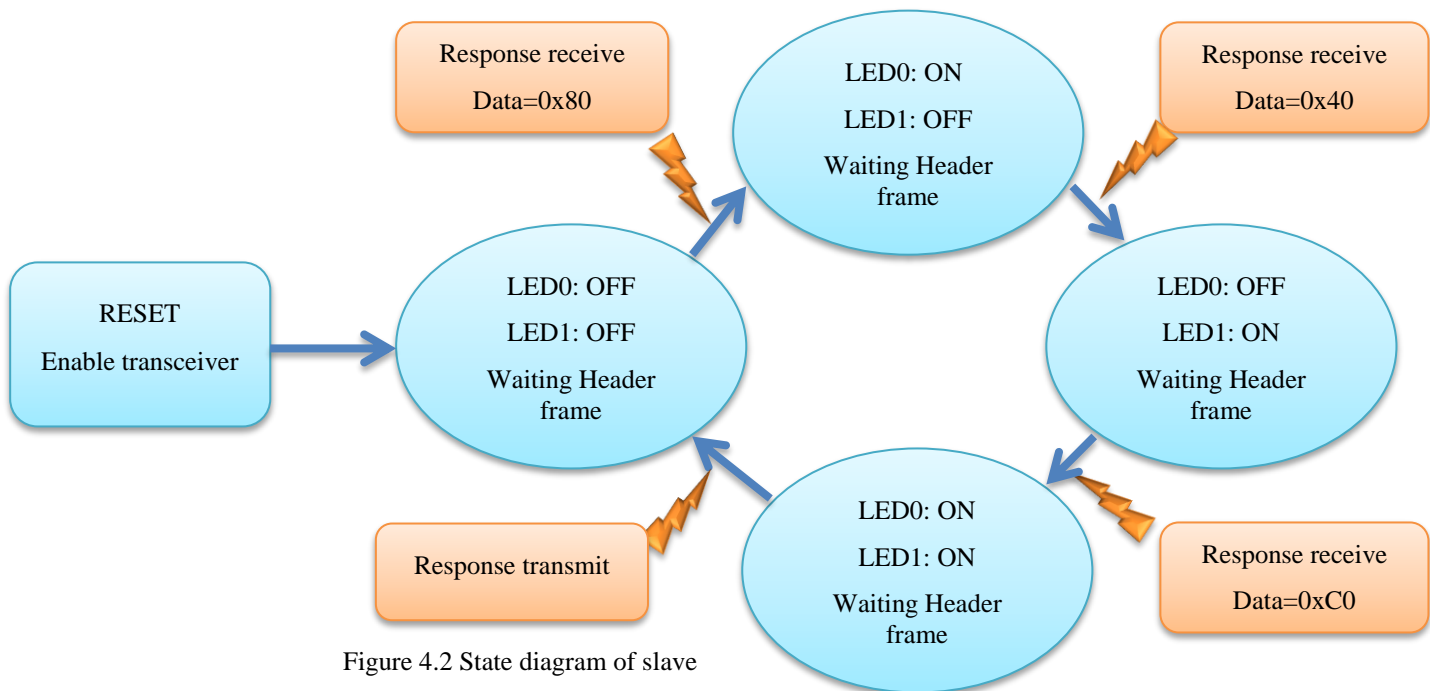 Response receive
Data=0x80
LED0: ON
LED1: OFF
Waiting Header
frame
Response receive
Data=0x40
RESET
Enable transceiver
LED0: OFF
LED1: OFF
Waiting Header
frame
LED0: OFF
LED1: ON
Waiting Header
frame
Response transmit
LED0: ON
LED1: ON
Waiting Header
frame
Response receive
Data=0xC0
Figure 4.2 State diagram of slave